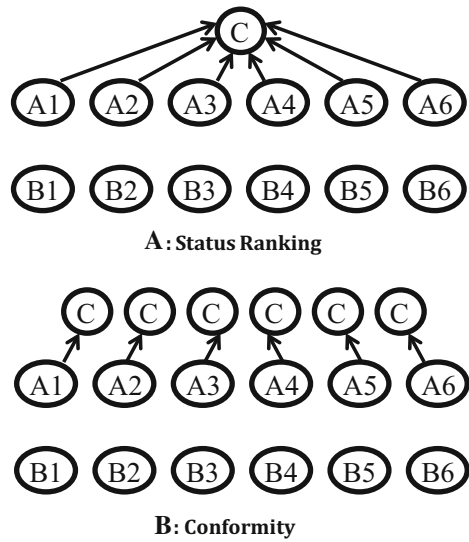 C
A1 A2 A3 A4 A5 A6
B1 B2 B3 B4 B5 B6
A: Status Ranking
C C C C C C
A1 A2 A3 A4 A5 A6
B1 B2 B3 B4 B5 B6
B: Conformity